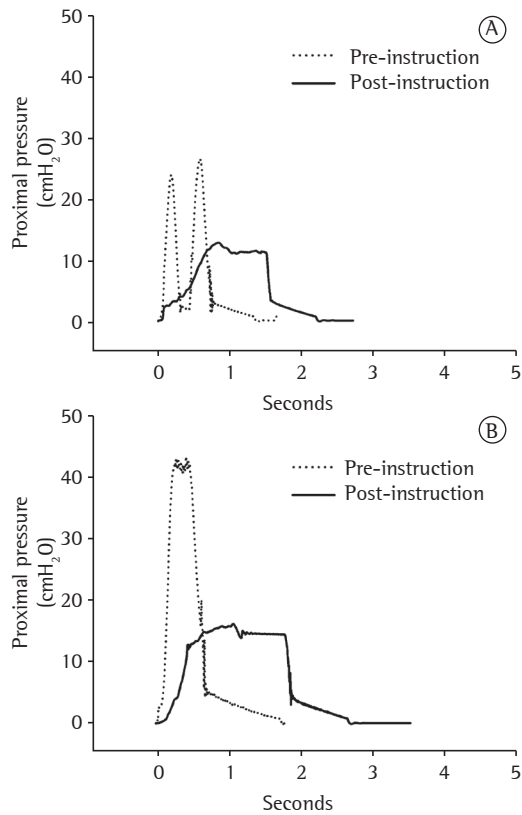 A
Pre-instruction
Post-instruction
Proximal pressure
(cmH₂O)
50
40
30
20
10
0
0 1 2 3 4 5
Seconds
B
Pre-instruction
Post-instruction
Proximal pressure
(cmH₂O)
50
40
30
20
10
0
0 1 2 3 4 5
Seconds